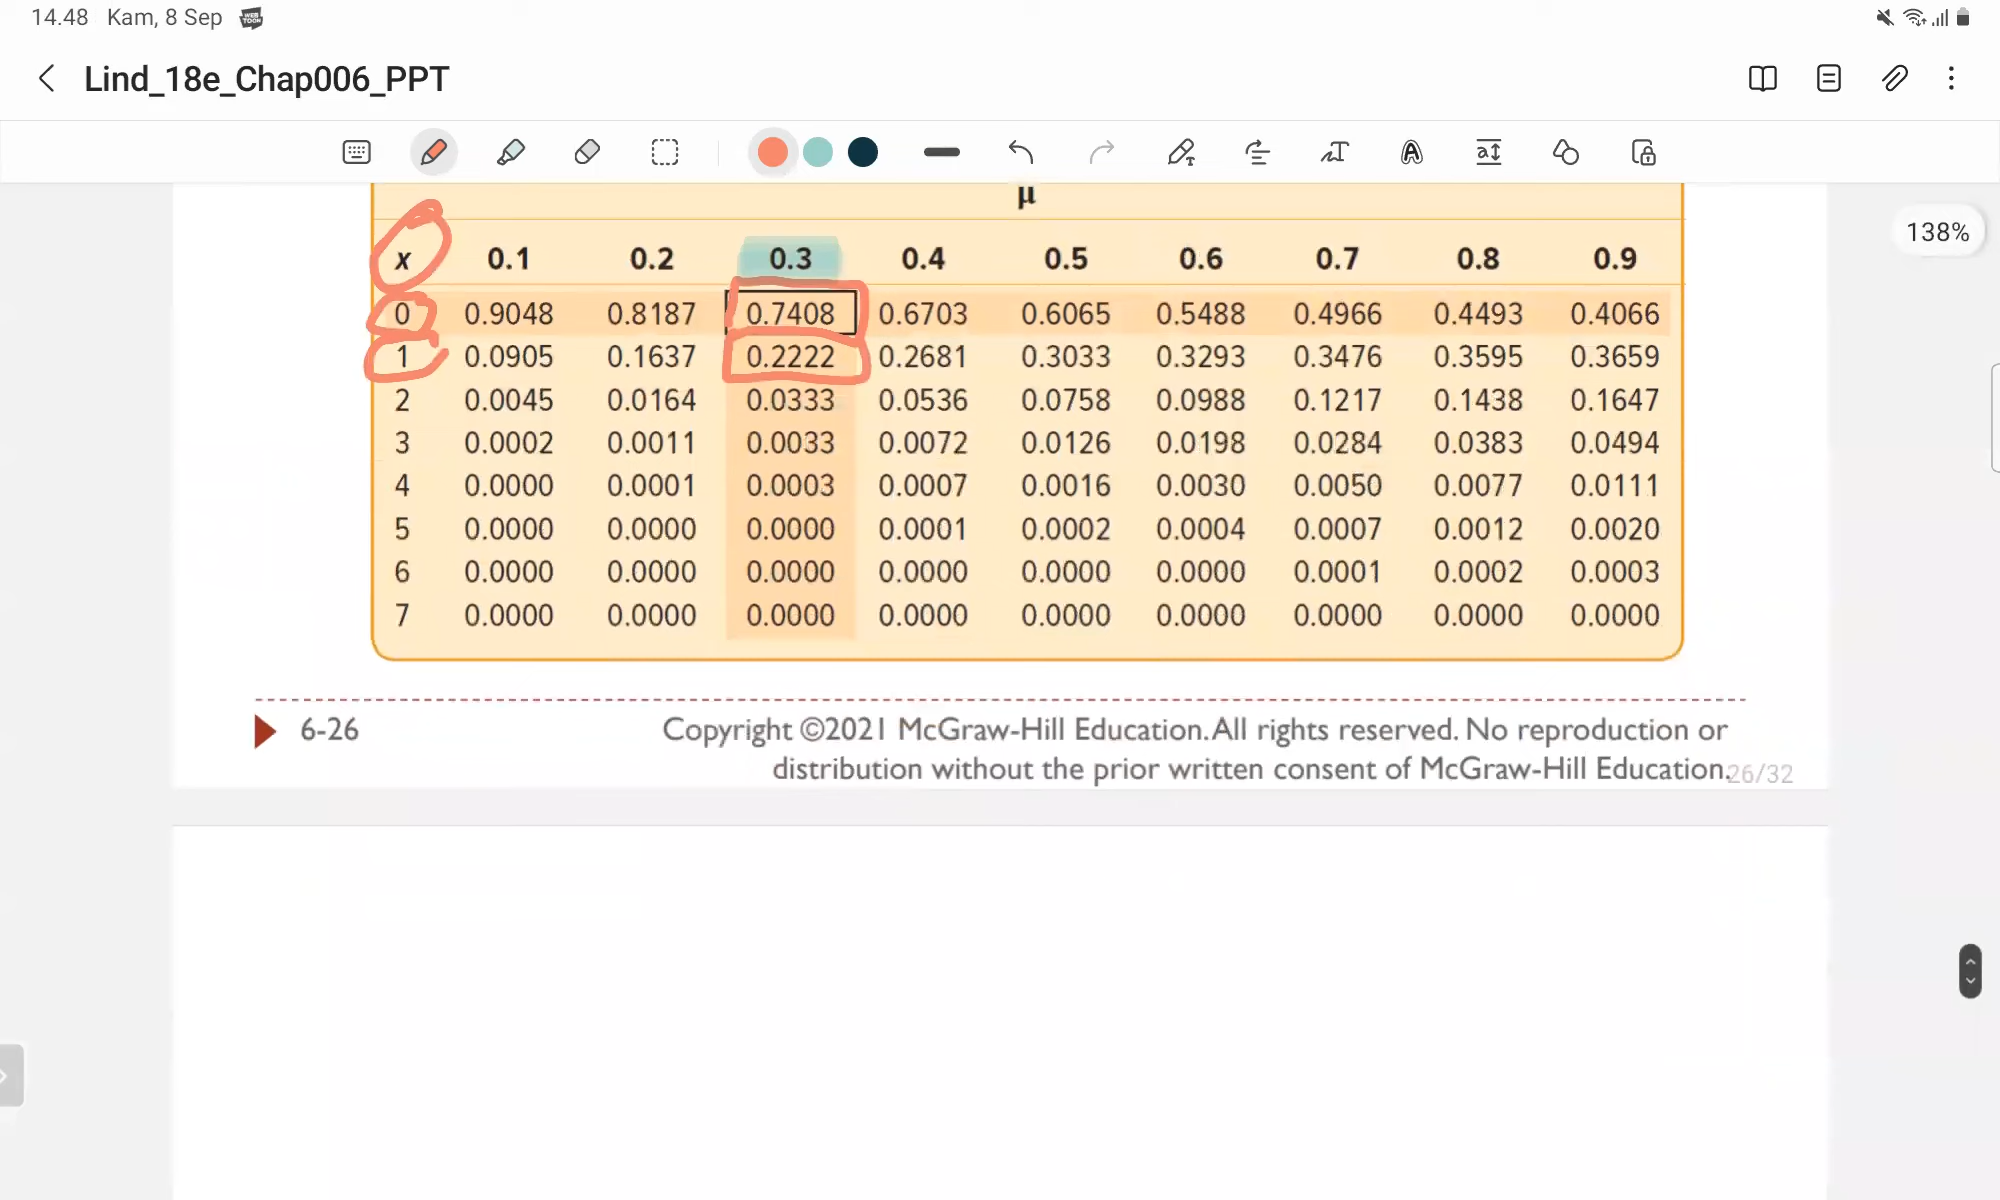 14.48 Kam, 8 Sep WEB TOON
Lind_18e_Chap006_PPT
138%
μ
x 0.1 0.2 0.3 0.4 0.5 0.6 0.7 0.8 0.9
0 0.9048 0.8187 0.7408 0.6703 0.6065 0.5488 0.4966 0.4493 0.4066
1 0.0905 0.1637 0.2222 0.2681 0.3033 0.3293 0.3476 0.3595 0.3659
2 0.0045 0.0164 0.0333 0.0536 0.0758 0.0988 0.1217 0.1438 0.1647
3 0.0002 0.0011 0.0033 0.0072 0.0126 0.0198 0.0284 0.0383 0.0494
4 0.0000 0.0001 0.0003 0.0007 0.0016 0.0030 0.0050 0.0077 0.0111
5 0.0000 0.0000 0.0000 0.0001 0.0002 0.0004 0.0007 0.0012 0.0020
6 0.0000 0.0000 0.0000 0.0000 0.0000 0.0000 0.0001 0.0002 0.0003
7 0.0000 0.0000 0.0000 0.0000 0.0000 0.0000 0.0000 0.0000 0.0000
6-26 Copyright ©2021 McGraw-Hill Education. All rights reserved. No reproduction or
distribution without the prior written consent of McGraw-Hill Education.
26/32